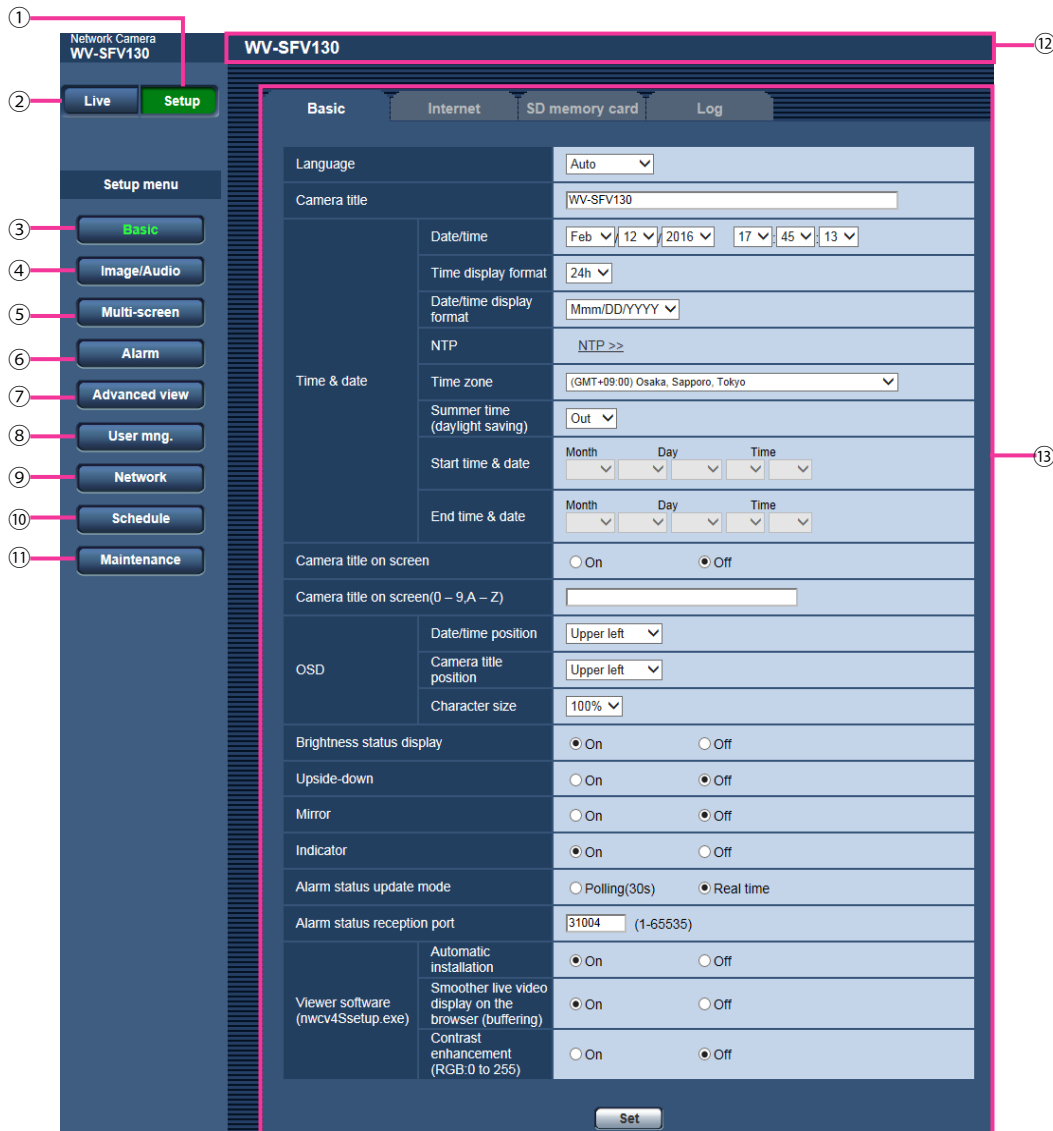 ①
Network Camera
WV-SFV130
WV-SFV130
⑫
② Live Setup
Basic Internet SD memory card Log
Setup menu
③ Basic
④ Image/Audio
⑤ Multi-screen
⑥ Alarm
⑦ Advanced view
⑧ User mng.
⑨ Network
⑩ Schedule
⑪ Maintenance
⑬
Language Auto
Camera title WV-SFV130
Time & date
Date/time Feb / 12 / 2016 17 : 45 : 13
Time display format 24h
Date/time display
format Mmm/DD/YYYY
NTP NTP >>
Time zone (GMT+09:00) Osaka, Sapporo, Tokyo
Summer time
(daylight saving) Out
Start time & date Month Day Time
End time & date Month Day Time
Camera title on screen On Off
Camera title on screen(0 – 9,A – Z)
OSD
Date/time position Upper left
Camera title
position Upper left
Character size 100%
Brightness status display On Off
Upside-down On Off
Mirror On Off
Indicator On Off
Alarm status update mode Polling(30s) Real time
Alarm status reception port 31004 (1-65535)
Viewer software
(nwcv4Ssetup.exe)
Automatic
installation On Off
Smoother live video
display on the
browser (buffering) On Off
Contrast
enhancement
(RGB:0 to 255) On Off
Set